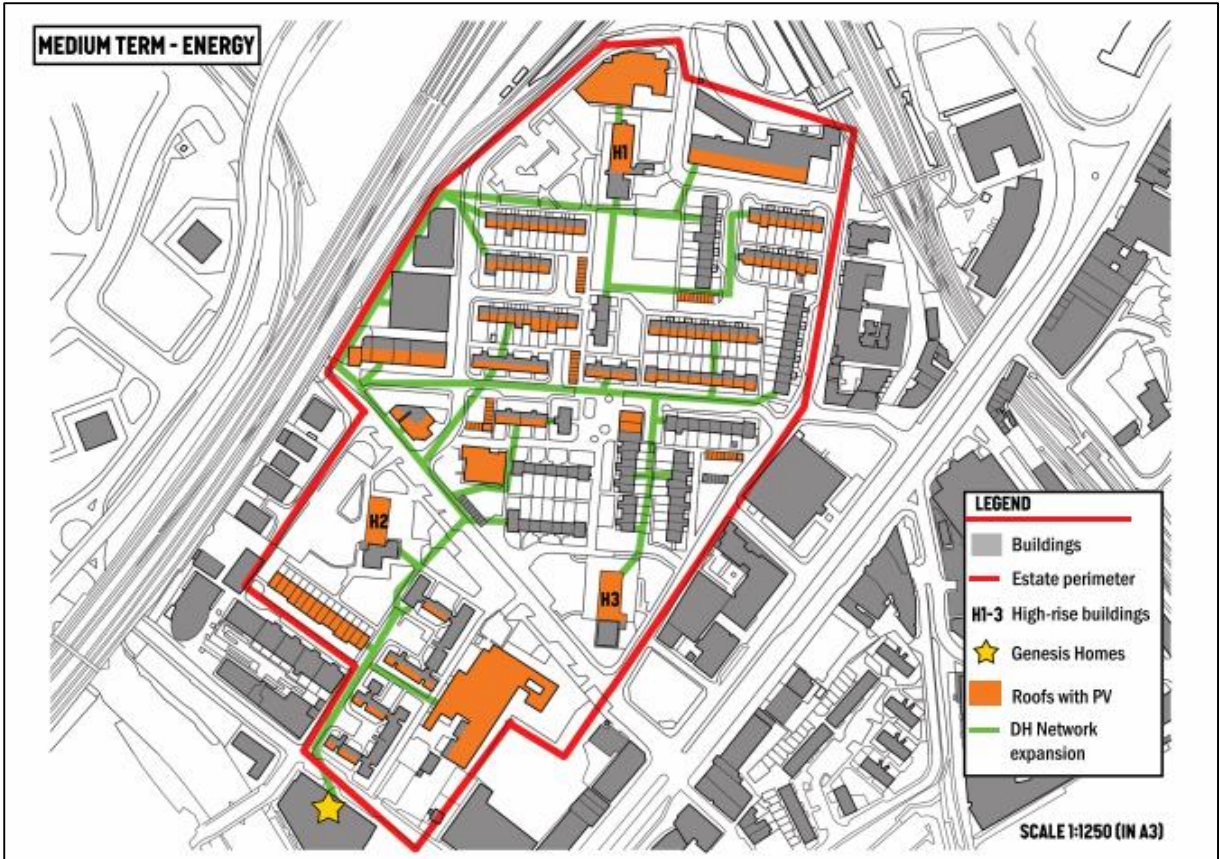 MEDIUM TERM - ENERGY
H1
H2
H3
LEGEND
Buildings
Estate perimeter
H1-3 High-rise buildings
Genesis Homes
Roofs with PV
DH Network
expansion
SCALE 1:1250 (IN A3)